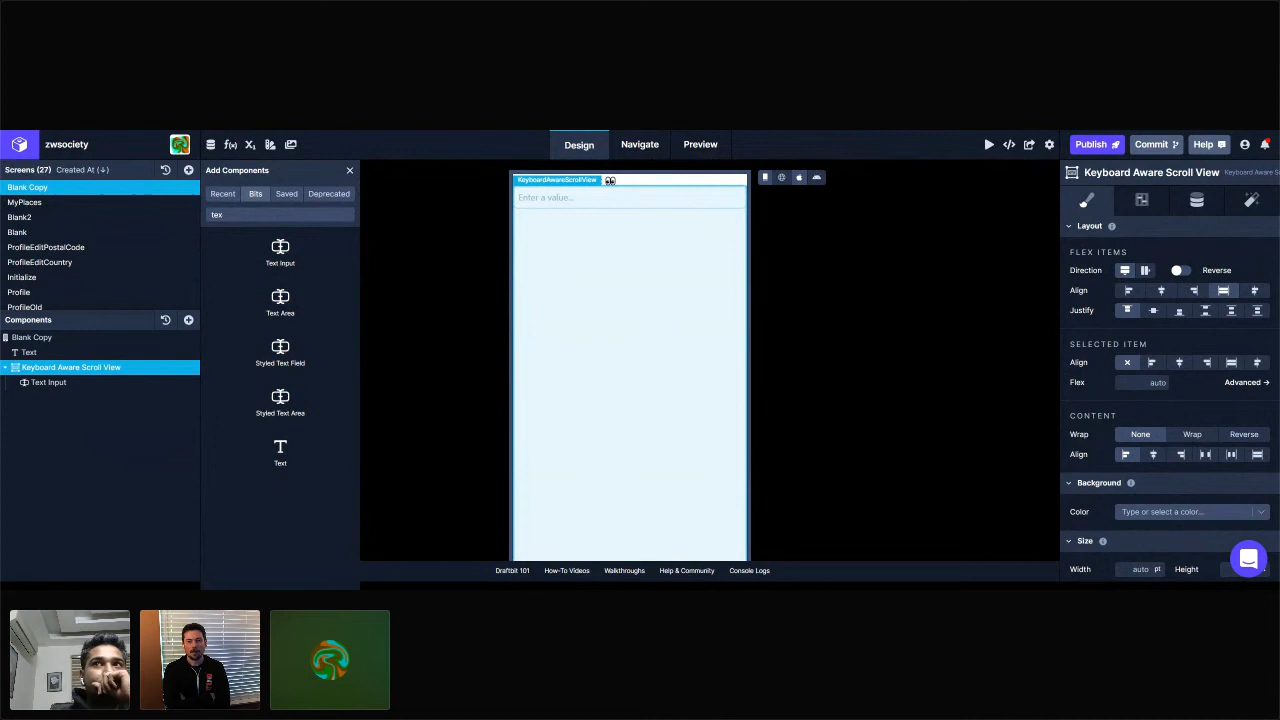 zwsociety
f(x)
X₁
Design
Navigate
Preview
Publish
Commit
Help
Screens (27)
Created At (↓)
Add Components
Keyboard Aware Scroll View
Recent
Bits
Saved
Deprecated
tex
Blank Copy
MyPlaces
Blank2
Blank
ProfileEditPostalCode
ProfileEditCountry
Initialize
Profile
ProfileOld
Components
Blank Copy
Text
Keyboard Aware Scroll View
Text Input
Text Input
Text Area
Styled Text Field
Styled Text Area
Text
KeyboardAwareScrollView
Enter a value...
Layout
FLEX ITEMS
Direction
Reverse
Align
Justify
SELECTED ITEM
Align
Flex
auto
Advanced →
CONTENT
Wrap
None
Wrap
Reverse
Align
Background
Color
Type or select a color...
Size
Width
auto
pt
Height
Draftbit 101
How-To Videos
Walkthroughs
Help & Community
Console Logs